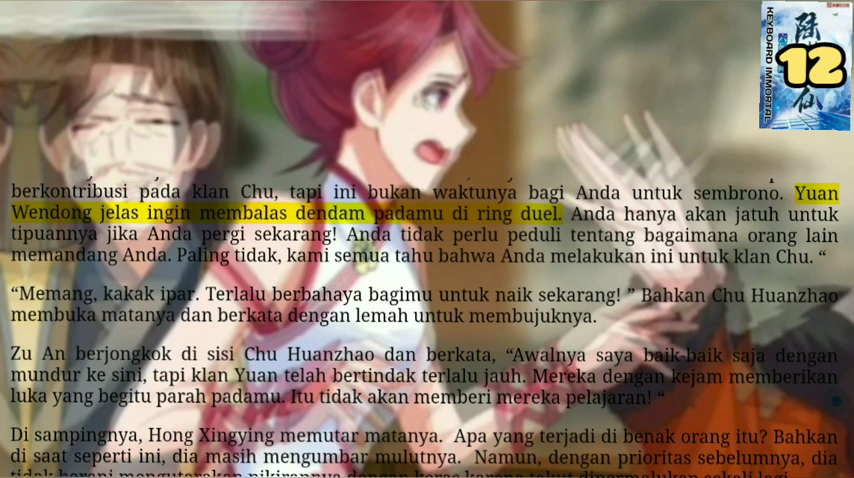 KEYBOARD IMMORTAL
12
berkontribusi pada klan Chu, tapi ini bukan waktunya bagi Anda untuk sembrono. Yuan
Wendong jelas ingin membalas dendam padamu di ring duel. Anda hanya akan jatuh untuk
tipuannya jika Anda pergi sekarang! Anda tidak perlu peduli tentang bagaimana orang lain
memandang Anda. Paling tidak, kami semua tahu bahwa Anda melakukan ini untuk klan Chu. “
“Memang, kakak ipar. Terlalu berbahaya bagimu untuk naik sekarang! ” Bahkan Chu Huanzhao
membuka matanya dan berkata dengan lemah untuk membujuknya.
Zu An berjongkok di sisi Chu Huanzhao dan berkata, “Awalnya saya baik-baik saja dengan
mundur ke sini, tapi klan Yuan telah bertindak terlalu jauh. Mereka dengan kejam memberikan
luka yang begitu parah padamu. Itu tidak akan memberi mereka pelajaran! “
Di sampingnya, Hong Xingying memutar matanya. Apa yang terjadi di benak orang itu? Bahkan
di saat seperti ini, dia masih mengumbar mulutnya. Namun, dengan prioritas sebelumnya, dia